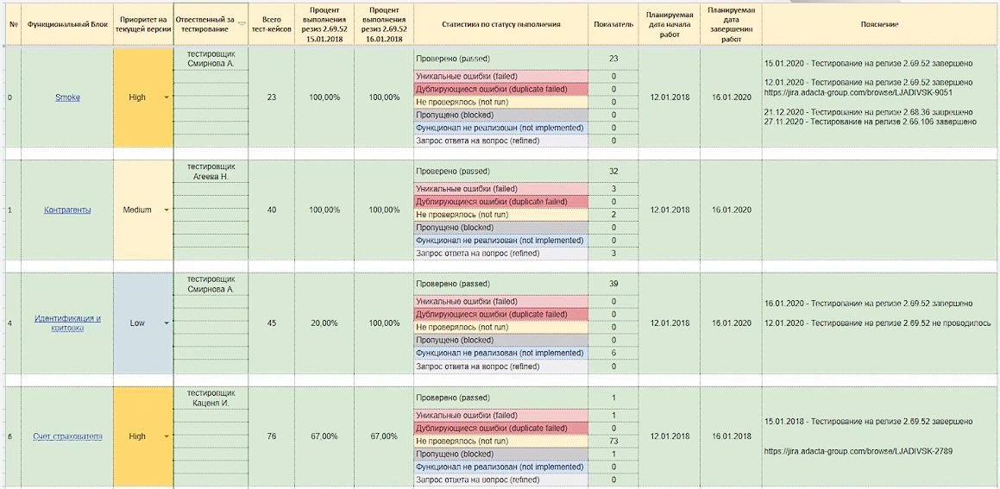 № Функциональный Блок Приоритет на текущей версии Отвественный за тестирование Всего тест-кейсов Процент выполнения резиз 2.69.52 15.01.2018 Процент выполнения резиз 2.69.52 16.01.2018 Статистика по статусу выполнения Показатель Планируемая дата начала работ Планируемая дата завершения работ Пояснение
0 Smoke High
тестировщик
Смирнова А.
23 100,00% 100,00%
Проверено (passed) 23
Уникальные ошибки (failed) 0
Дублирующиеся ошибки (duplicate failed) 0
Не проверялось (not run) 0
Пропущено (blocked) 0
Функционал не реализован (not implemented) 0
Запрос ответа на вопрос (refined) 0
12.01.2018 16.01.2020
15.01.2020 - Тестирование на релизе 2.69.52 завершено
12.01.2020 - Тестирование на релизе 2.69.52 завершено
https://jira.adacta-group.com/browse/LJADIVSK-9051
21.12.2020 - Тестирование на релизе 2.68.36 завершено
27.11.2020 - Тестирование на релизе 2.66.106 завершено
1 Контрагенты Medium
тестировщик
Агеева Н.
40 100,00% 100,00%
Проверено (passed) 32
Уникальные ошибки (failed) 3
Дублирующиеся ошибки (duplicate failed) 0
Не проверялось (not run) 2
Пропущено (blocked) 0
Функционал не реализован (not implemented) 0
Запрос ответа на вопрос (refined) 3
12.01.2018 16.01.2020
4 Идентификация и
котировка
Low
тестировщик
Смирнова А.
45 20,00% 100,00%
Проверено (passed) 39
Уникальные ошибки (failed) 0
Дублирующиеся ошибки (duplicate failed) 0
Не проверялось (not run) 0
Пропущено (blocked) 0
Функционал не реализован (not implemented) 6
Запрос ответа на вопрос (refined) 0
12.01.2018 16.01.2020
16.01.2020 - Тестирование на релизе 2.69.52 завершено
12.01.2020 - Тестирование на релизе 2.69.52 не проводилось
6 Счет страхователя High
тестировщик
Каценя И.
76 67,00% 67,00%
Проверено (passed) 1
Уникальные ошибки (failed) 1
Дублирующиеся ошибки (duplicate failed) 0
Не проверялось (not run) 73
Пропущено (blocked) 1
Функционал не реализован (not implemented) 0
Запрос ответа на вопрос (refined) 0
12.01.2018 16.01.2018
15.01.2018 - Тестирование на релизе 2.69.52 завершено
https://jira.adacta-group.com/browse/LJADIVSK-2789